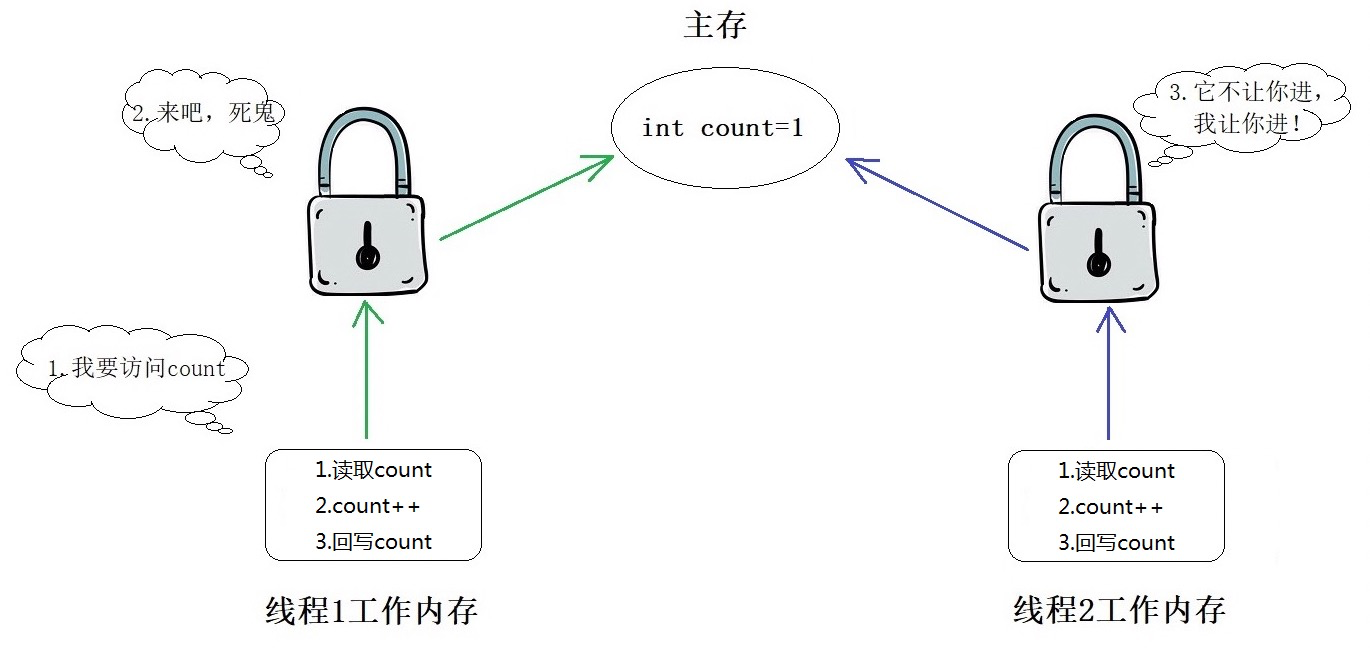 主存
int count=1
2.来吧，死鬼
3.它不让你进，
我让你进！
1.我要访问count
1.读取count
2.count++
3.回写count
线程1工作内存
1.读取count
2.count++
3.回写count
线程2工作内存